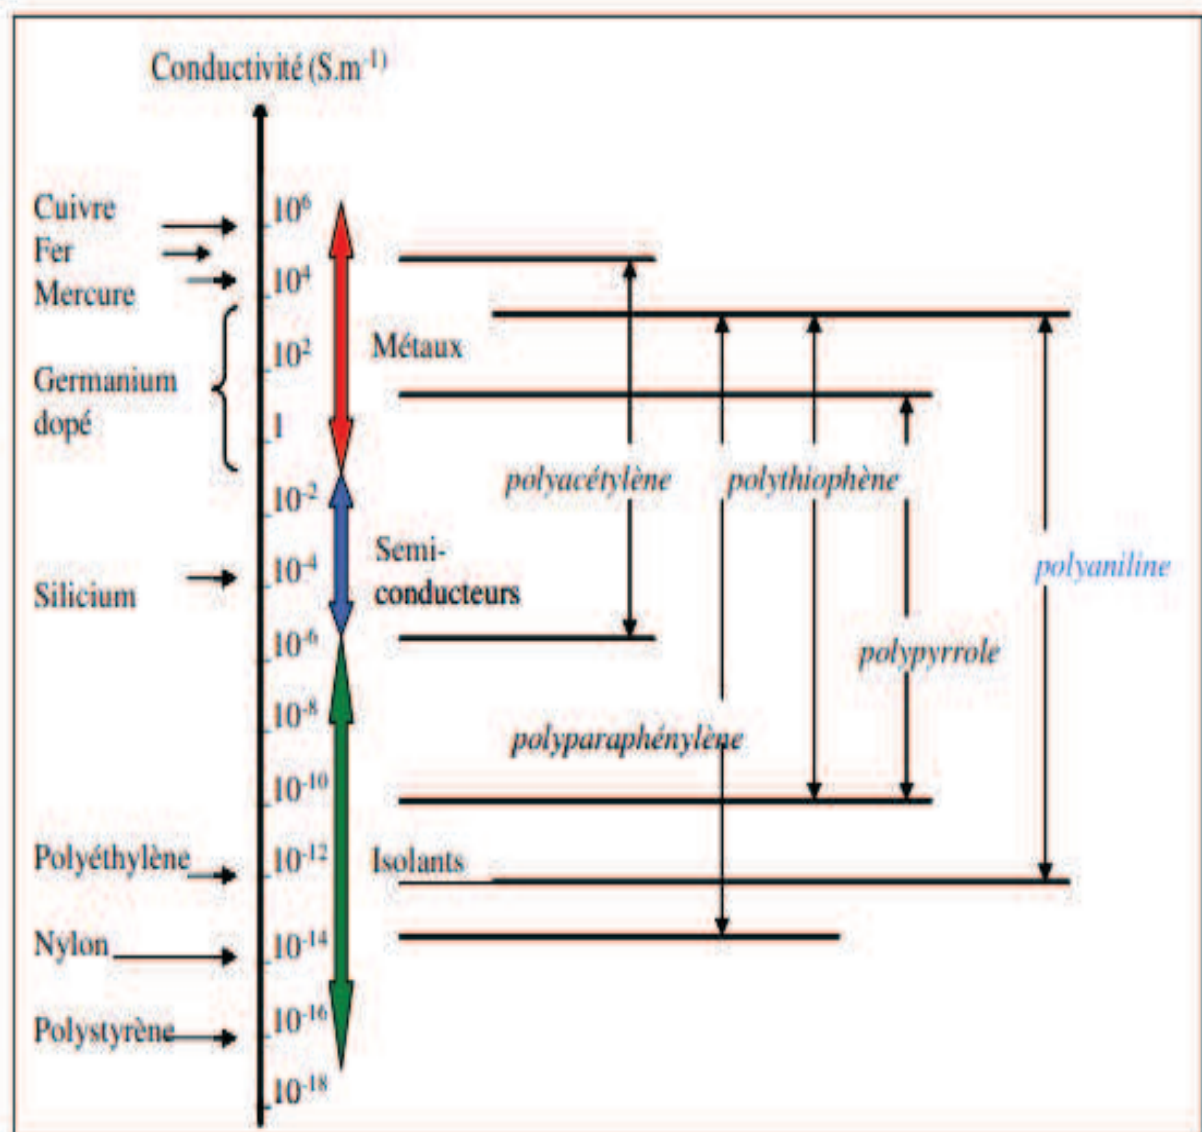 Conductivité (S.m⁻¹)
Cuivre
Fer
Mercure
Germanium
dopé
Silicium
Polyéthylène
Nylon
Polystyrène
10⁶
10⁴
10²
1
10⁻²
10⁻⁴
10⁻⁶
10⁻⁸
10⁻¹⁰
10⁻¹²
10⁻¹⁴
10⁻¹⁶
10⁻¹⁸
Métaux
Semi-
conducteurs
Isolants
polyacétylène
polythiophène
polyaniline
polypyrrole
polyparaphénylène